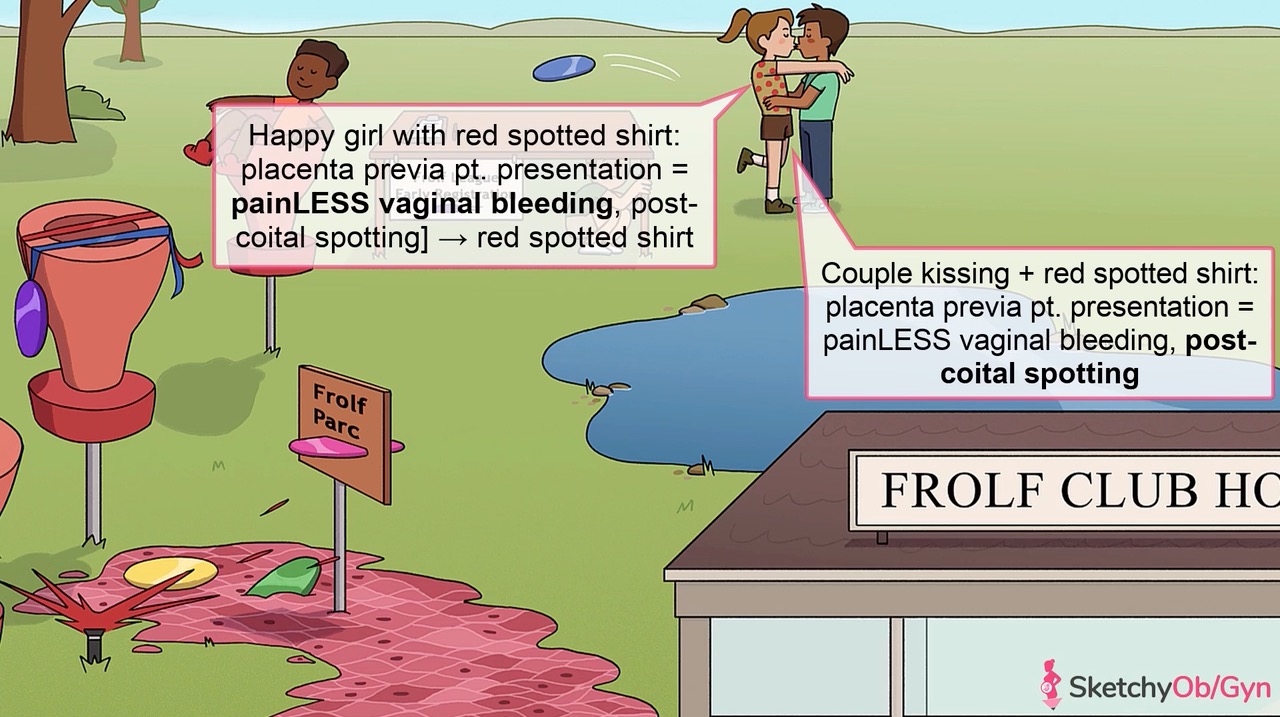 Happy girl with red spotted shirt:
placenta previa pt. presentation =
painLESS vaginal bleeding, post-
coital spotting] → red spotted shirt
Couple kissing + red spotted shirt:
placenta previa pt. presentation =
painLESS vaginal bleeding, post-
coital spotting
Frolf
Parc
FROLF CLUB HO
SketchyOb/Gyn